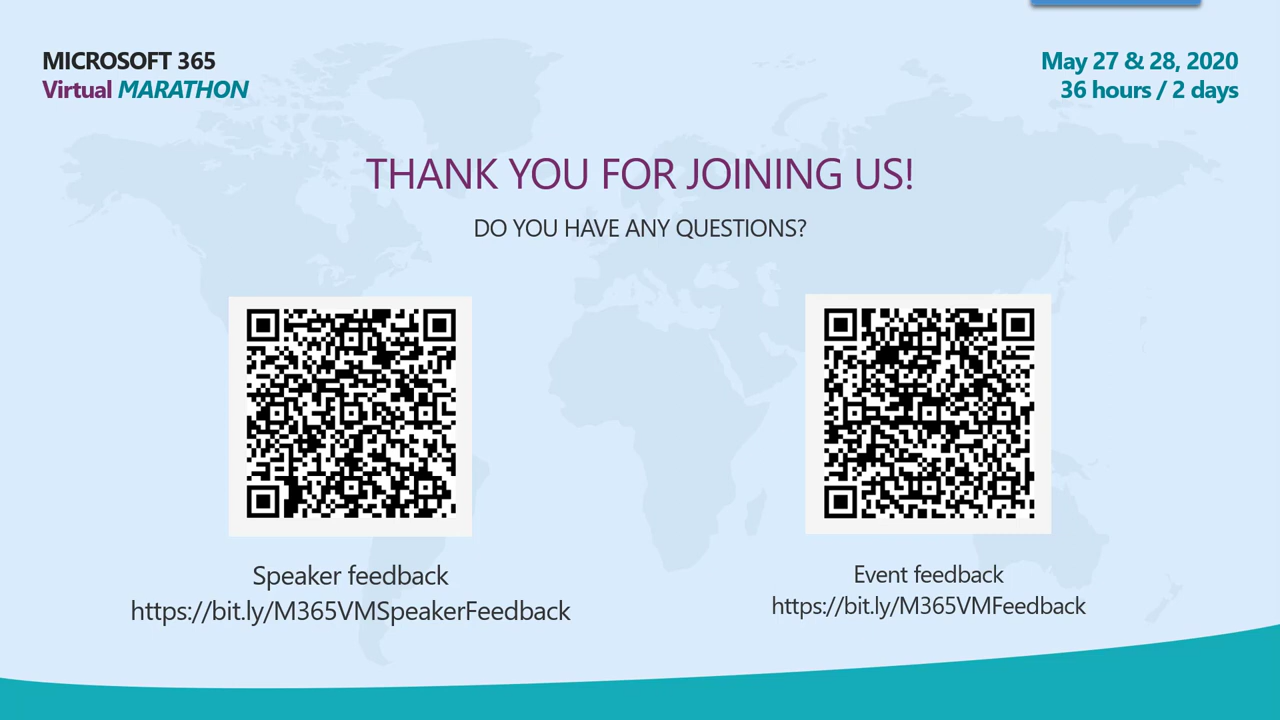 MICROSOFT 365
Virtual MARATHON
May 27 & 28, 2020
36 hours / 2 days
THANK YOU FOR JOINING US!
DO YOU HAVE ANY QUESTIONS?
Speaker feedback
https://bit.ly/M365VMSpeakerFeedback
Event feedback
https://bit.ly/M365VMFeedback